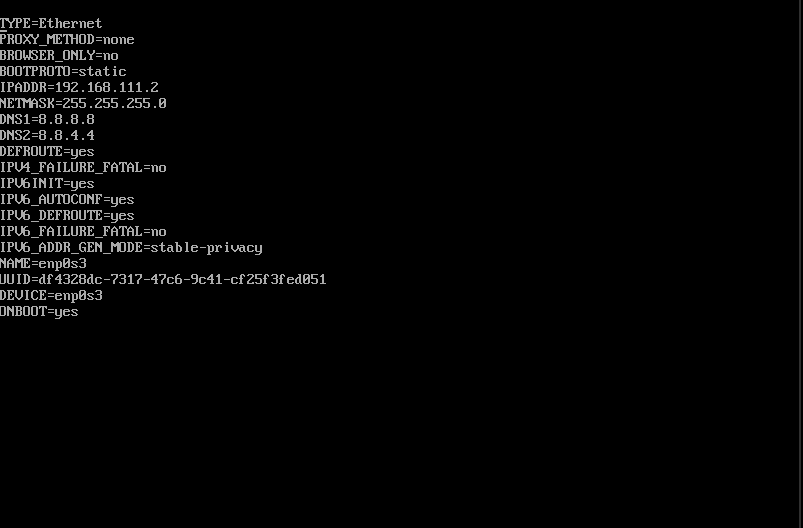 TYPE=Ethernet
PROXY_METHOD=none
BROWSER_ONLY=no
BOOTPROTO=static
IPADDR=192.168.111.2
NETMASK=255.255.255.0
DNS1=8.8.8.8
DNS2=8.8.4.4
DEFROUTE=yes
IPV4_FAILURE_FATAL=no
IPV6INIT=yes
IPV6_AUTOCONF=yes
IPV6_DEFROUTE=yes
IPV6_FAILURE_FATAL=no
IPV6_ADDR_GEN_MODE=stable-privacy
NAME=enp0s3
UUID=df4328dc-7317-47c6-9c41-cf25f3fed051
DEVICE=enp0s3
ONBOOT=yes